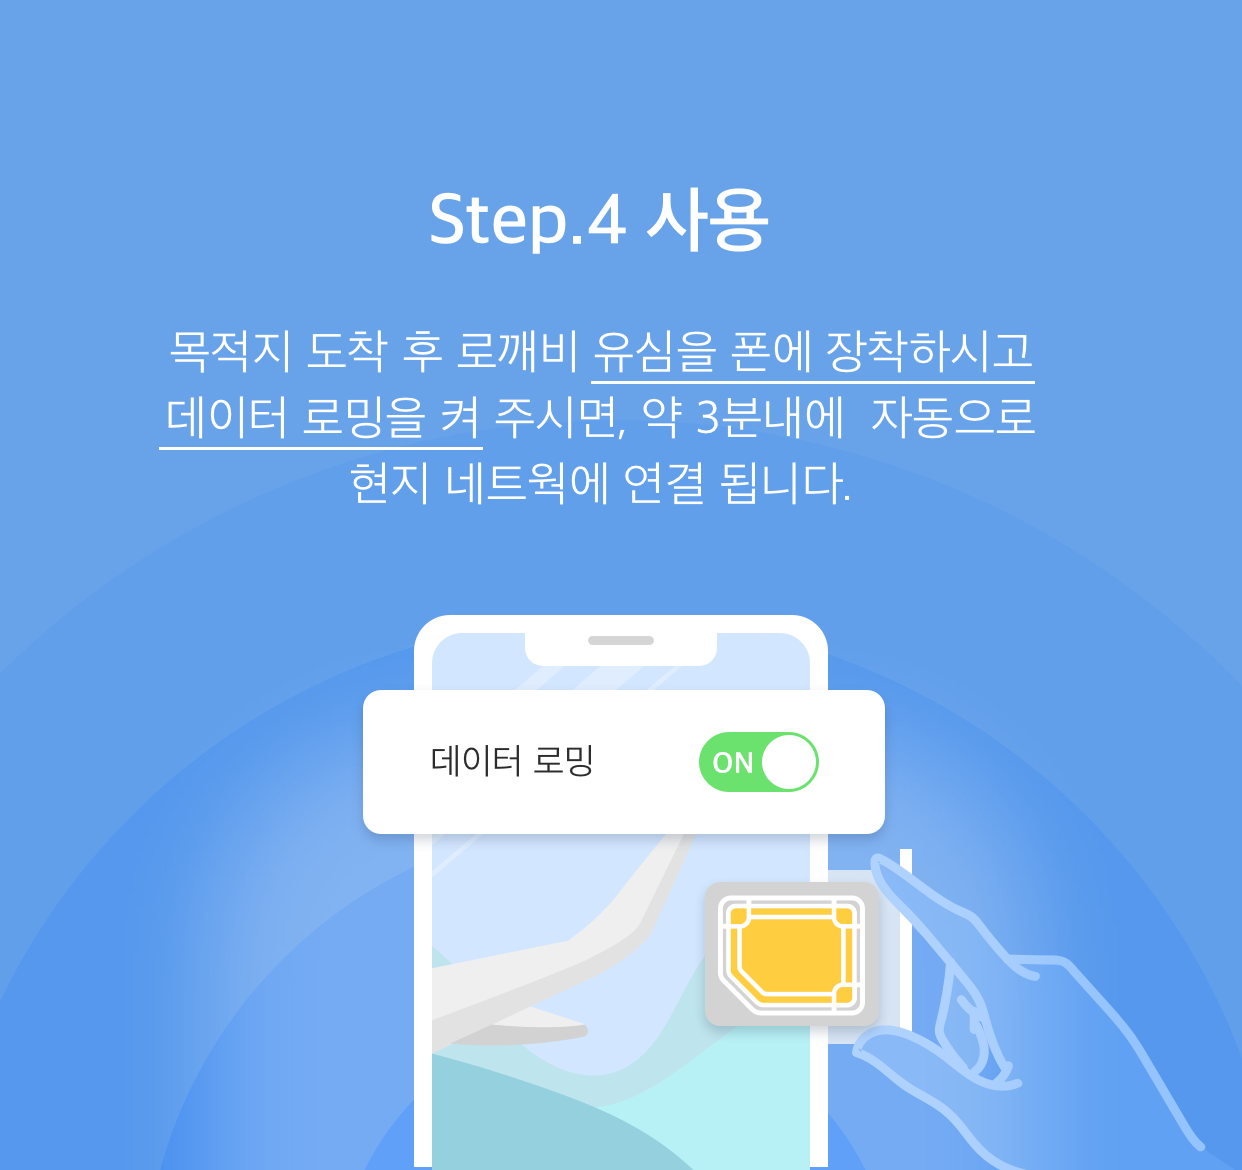 Step.4 사용
목적지 도착 후 로깨비 유심을 폰에 장착하시고
데이터 로밍을 켜 주시면, 약 3분내에 자동으로
현지 네트웍에 연결 됩니다.
데이터 로밍 ON